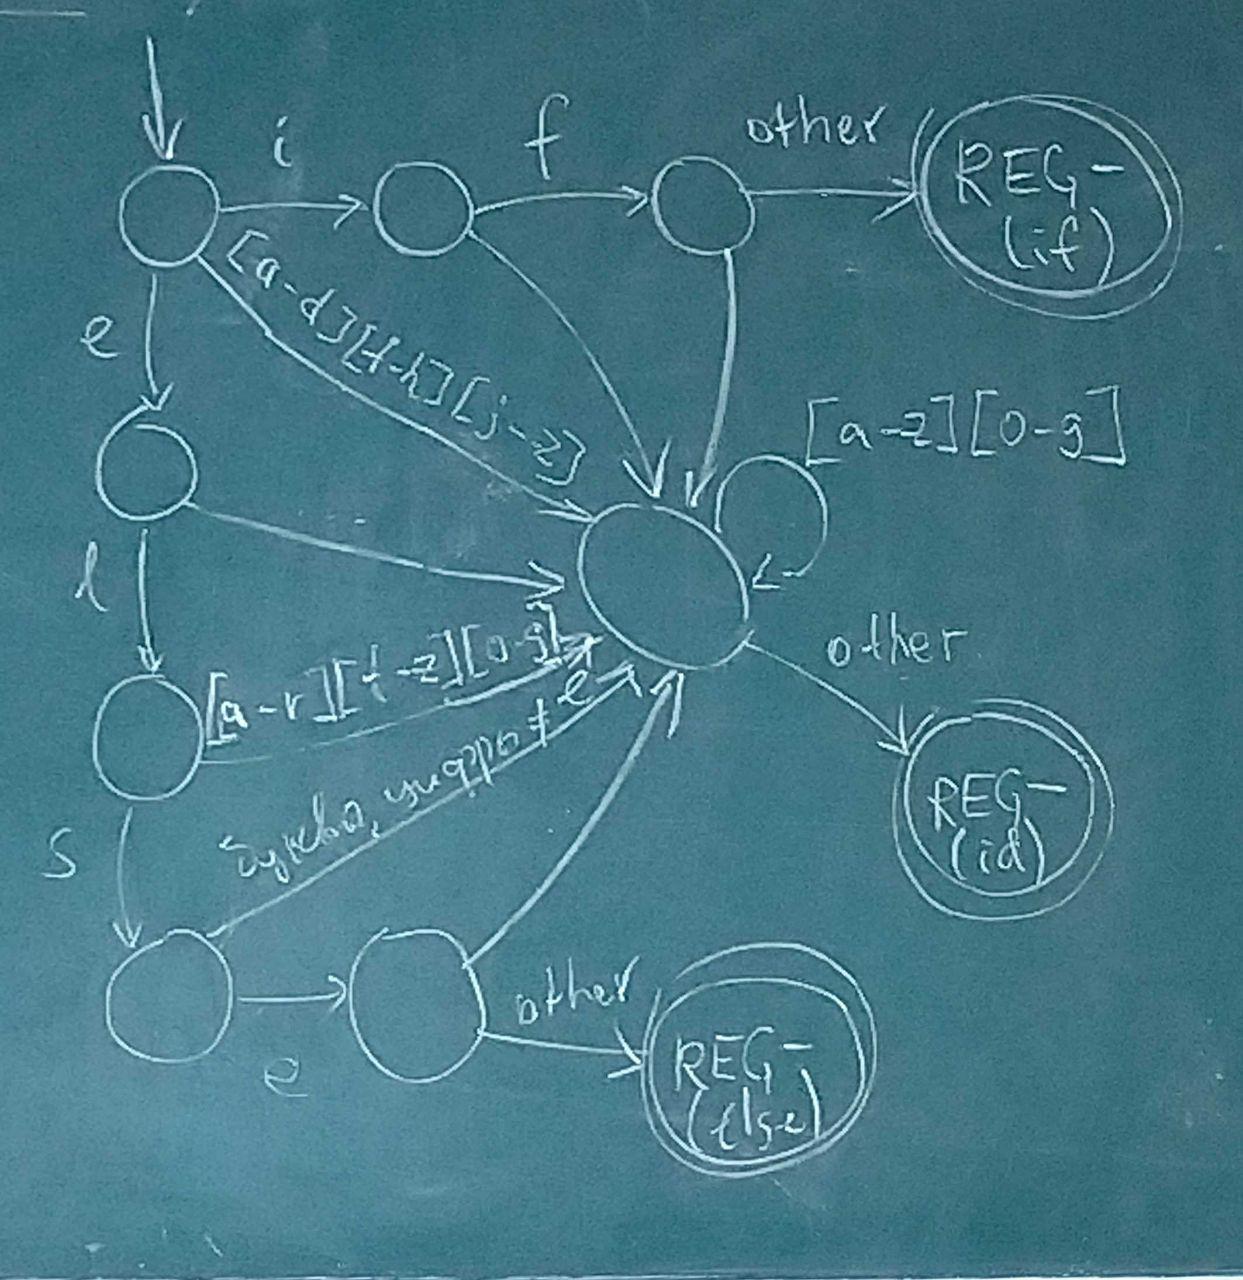 i
f
other
REG-
(if)
[a-d][f-h][j-z]
e
[a-z][0-9]
l
other
[a-r][t-z][0-9]
буква, цифра ≠ e
REG-
(id)
s
other
e
REG-
(else)